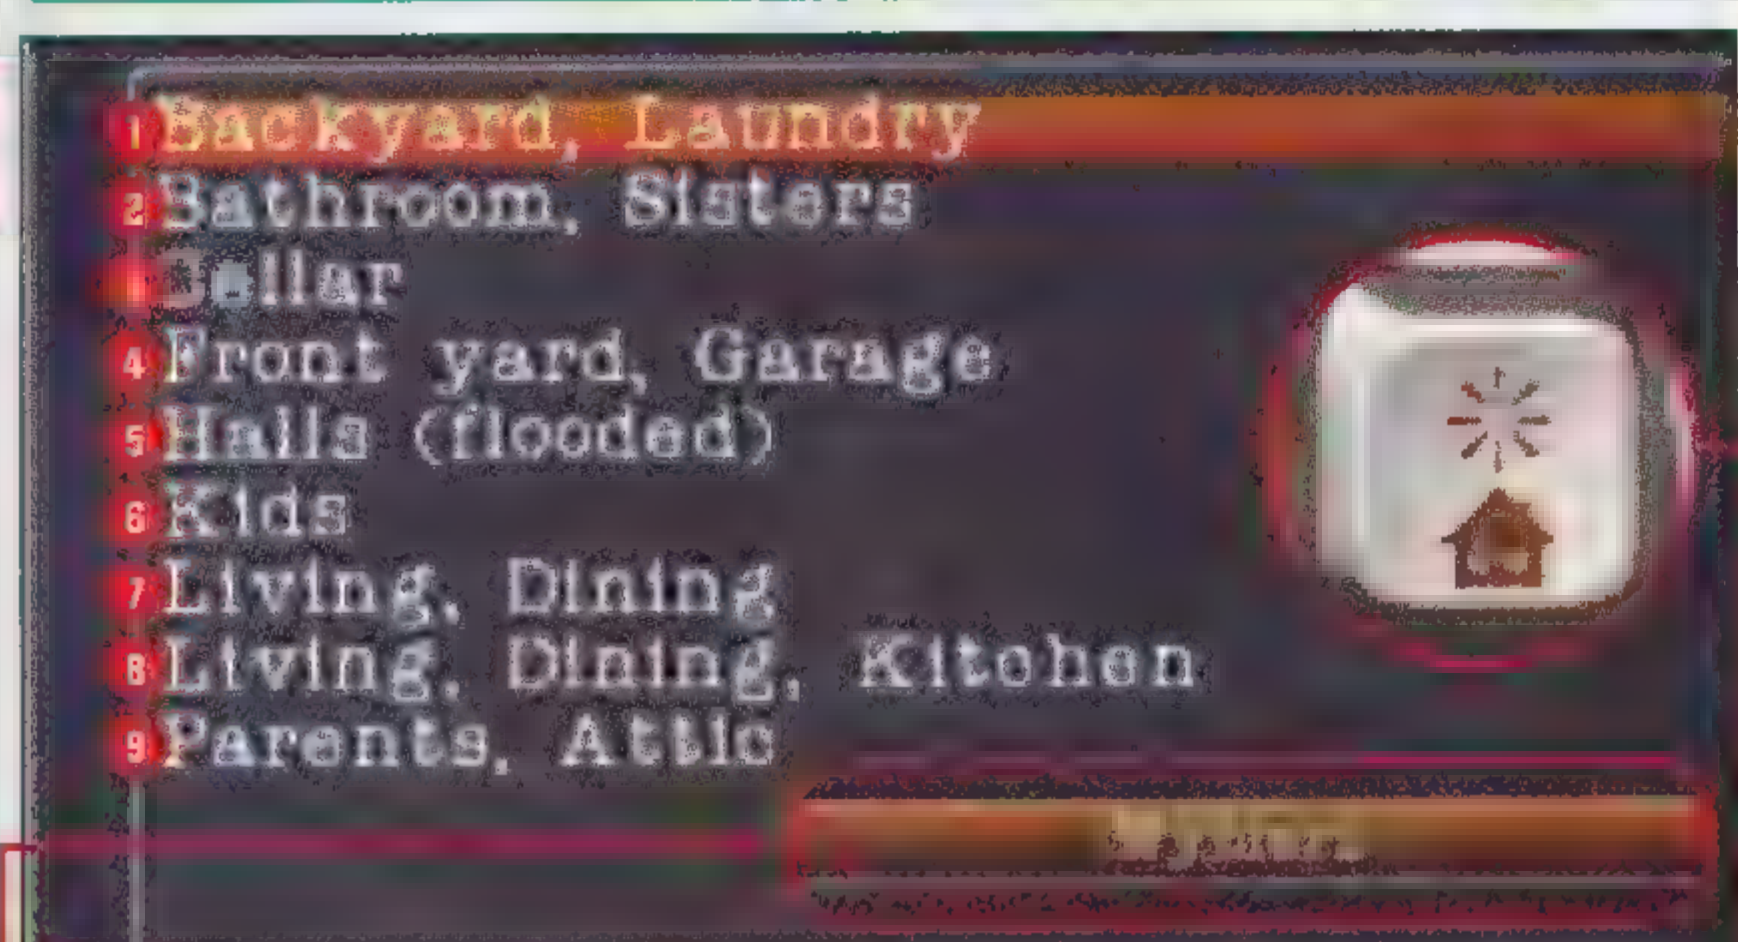 1 Backyard, Laundry
2 Bathroom, Sisters
4 Front yard, Garage
5 Halls (flooded)
6 Kids
7 Living, Dining
8 Living, Dining, Kitchen
9 Parents, Attic